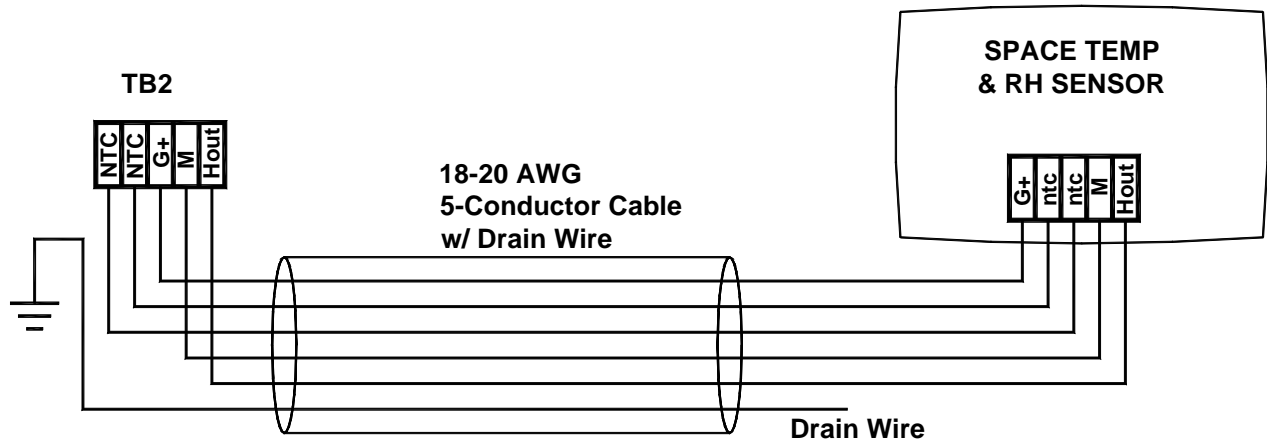 SPACE TEMP
& RH SENSOR
TB2
NTC
NTC
G+
M
Hout
18-20 AWG
5-Conductor Cable
w/ Drain Wire
G+
ntc
ntc
M
Hout
Drain Wire